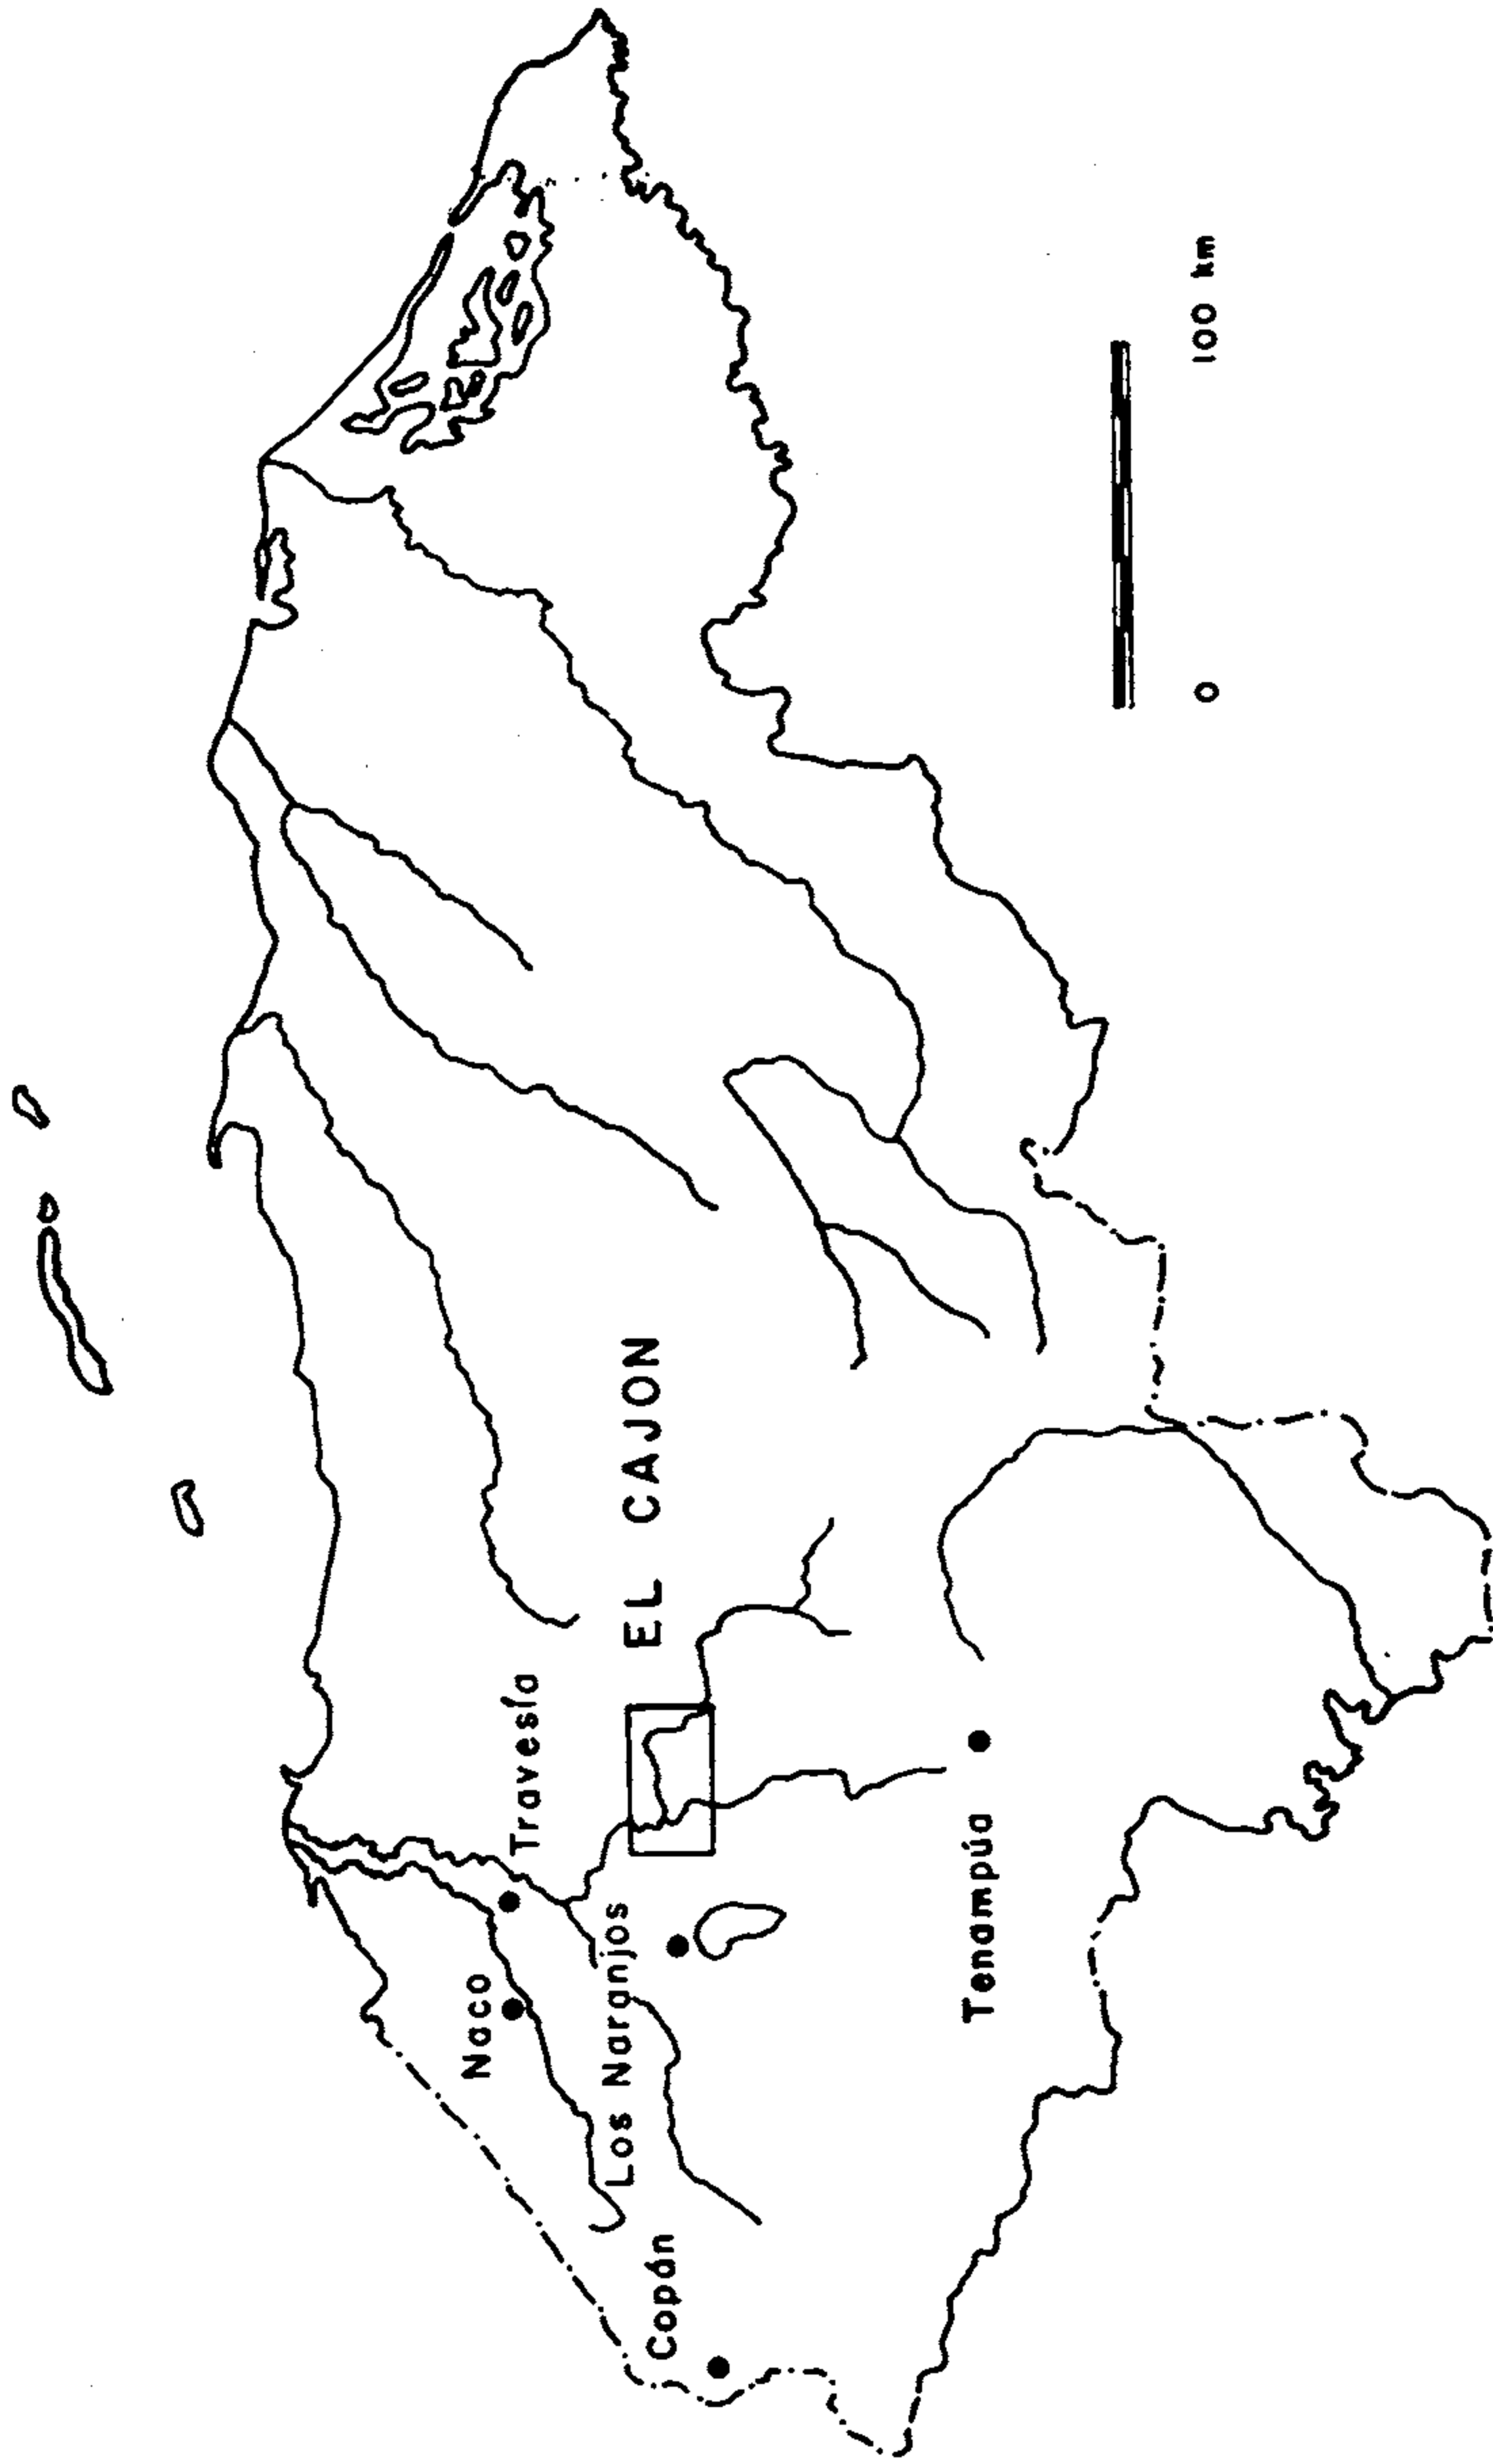 Travesía
Naco
EL CAJON
Los Naranjos
Copán
Tenampúa
0 100 km